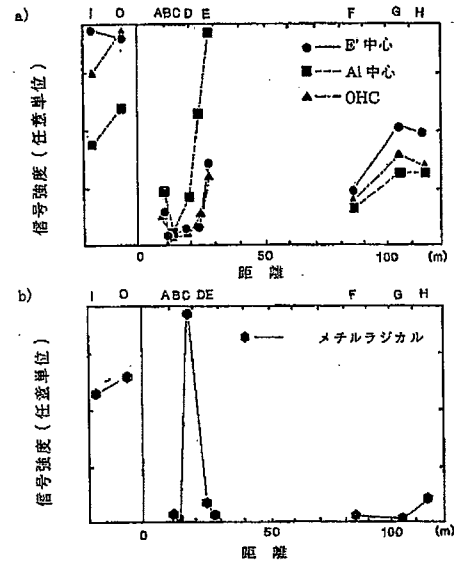 a)
I O ABC D E F G H
E' 中心
Al 中心
OHC
信号強度 (任意単位)
0 50 100 (m)
距離
b)
I O ABC DE F G H
メチルラジカル
信号強度 (任意単位)
0 50 100 (m)
距離